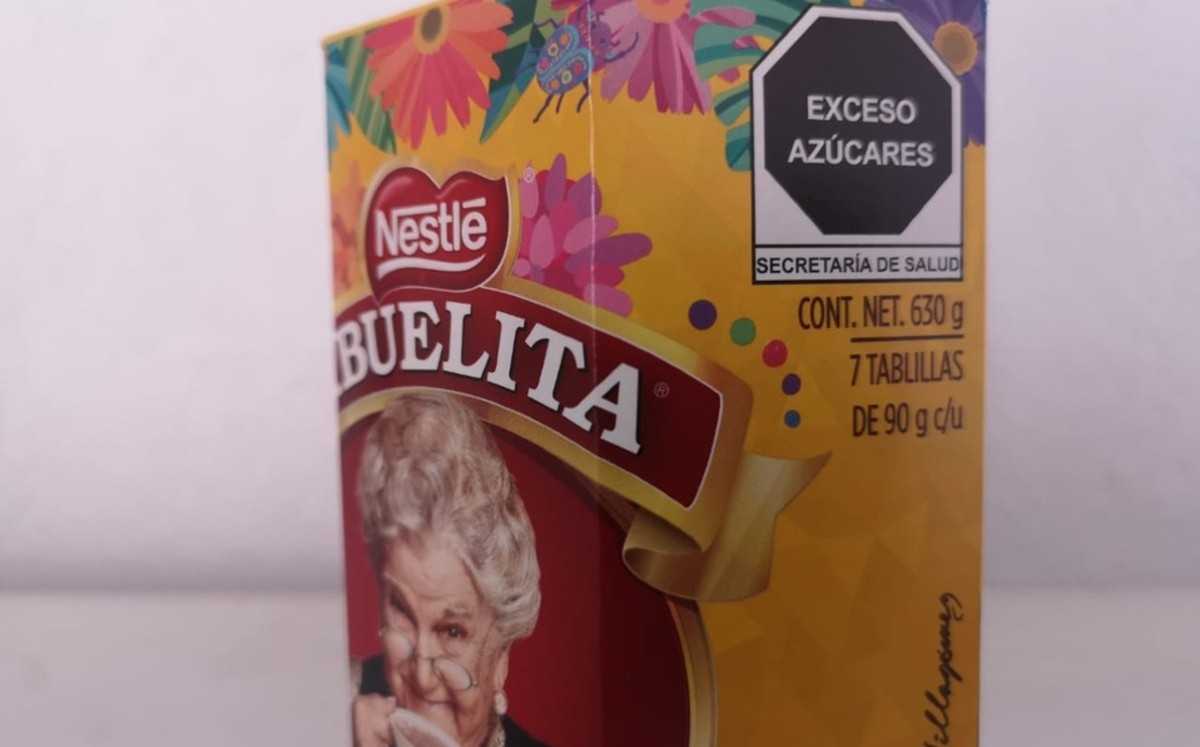 EXCESO
AZÚCARES
SECRETARÍA DE SALUD
Nestlé
BUELITA
CONT. NET. 630 g
7 TABLILLAS
DE 90 g c/u